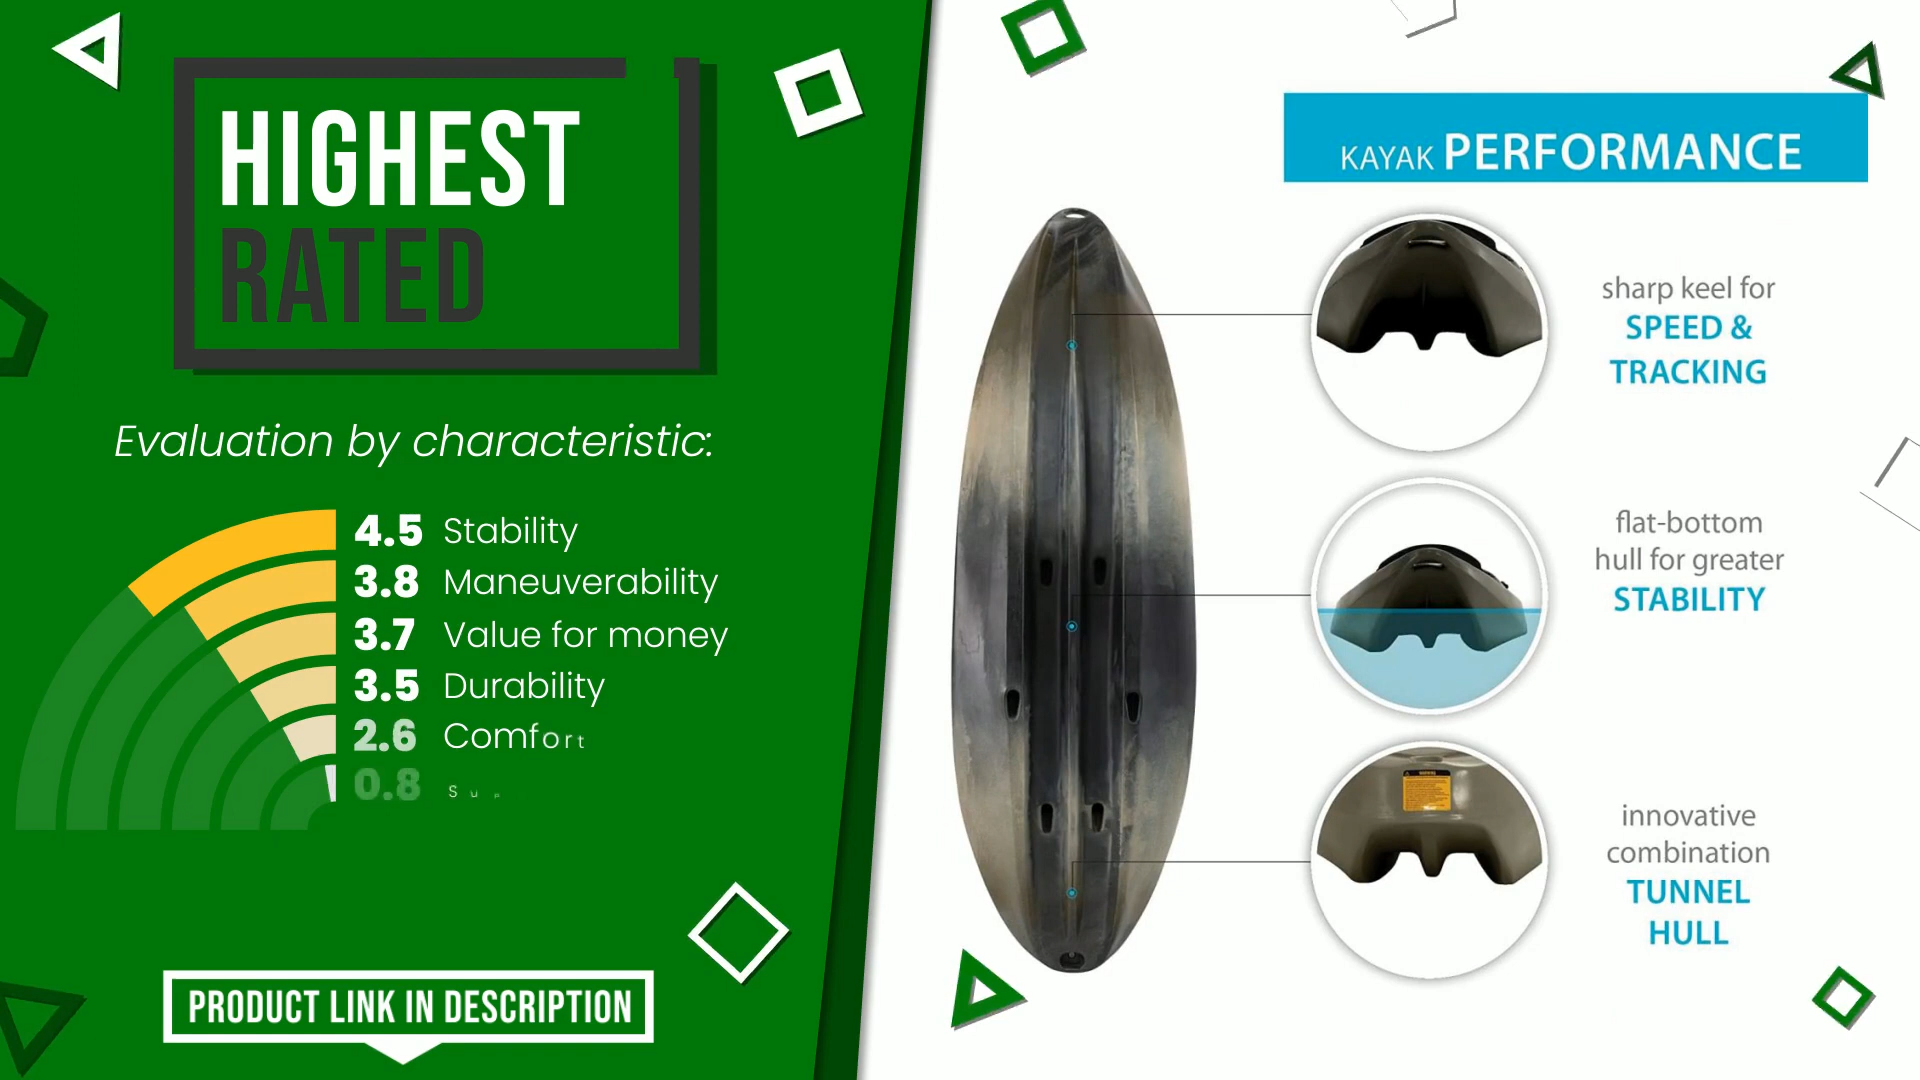 HIGHEST
RATED
Evaluation by characteristic:
4.5 Stability
3.8 Maneuverability
3.7 Value for money
3.5 Durability
2.6 Comfort
0.8
PRODUCT LINK IN DESCRIPTION
KAYAK PERFORMANCE
sharp keel for
SPEED &
TRACKING
flat-bottom
hull for greater
STABILITY
innovative
combination
TUNNEL
HULL